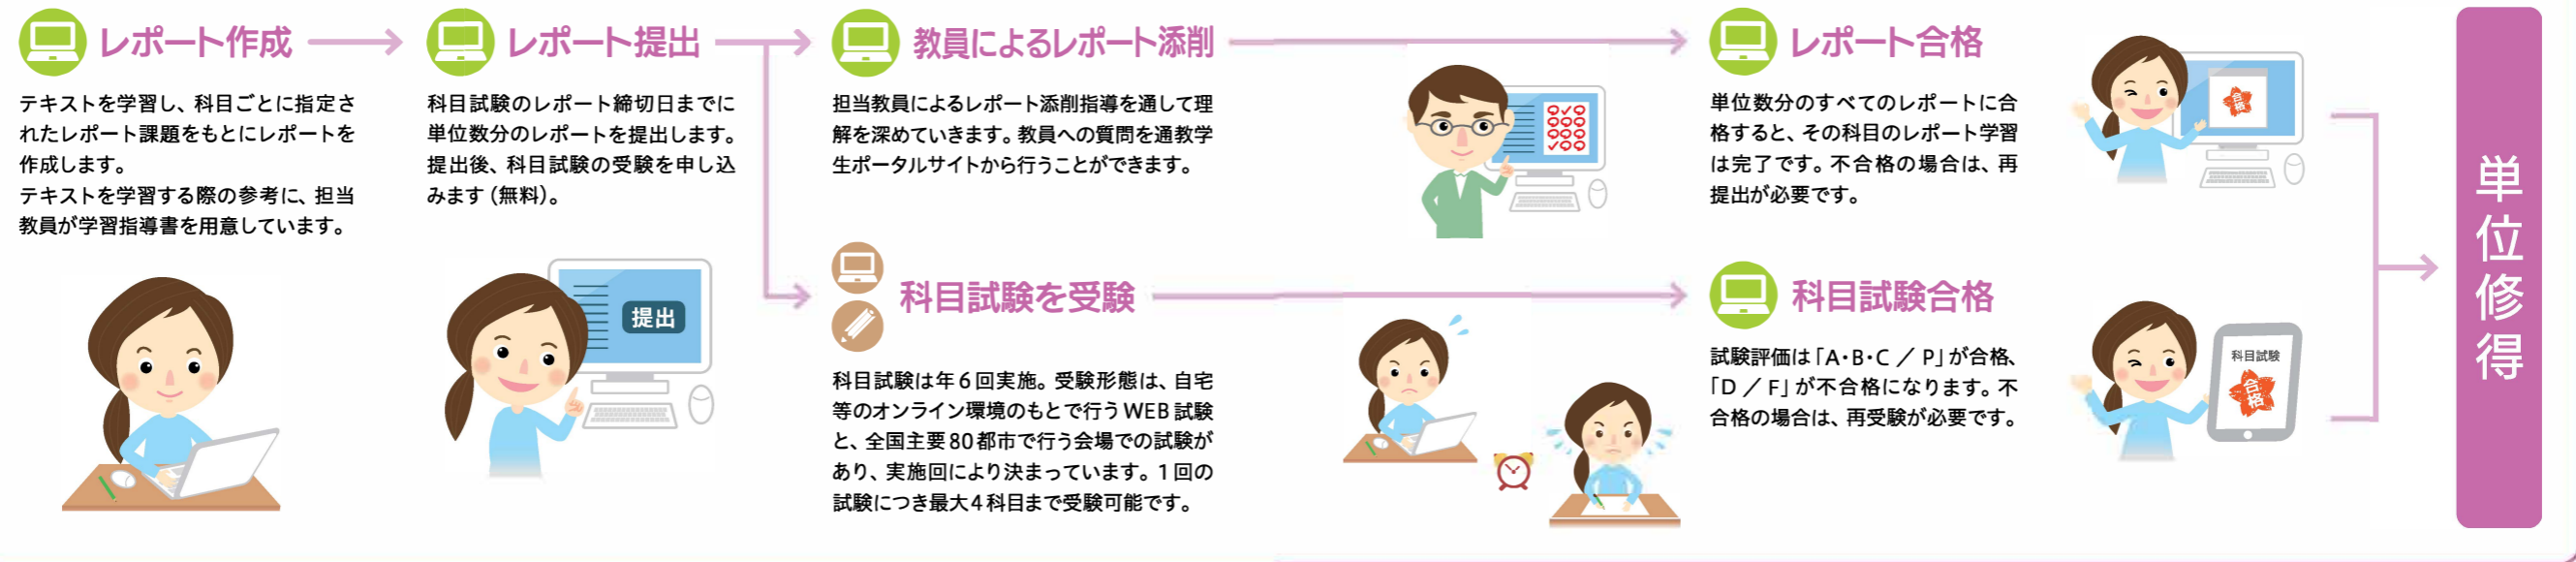 レポート作成
テキストを学習し、科目ごとに指定さ
れたレポート課題をもとにレポートを
作成します。
テキストを学習する際の参考に、担当
教員が学習指導書を用意しています。
レポート提出
科目試験のレポート締切日までに
単位数分のレポートを提出します。
提出後、科目試験の受験を申し込
みます（無料）。
提出
教員によるレポート添削
担当教員によるレポート添削指導を通して理
解を深めていきます。教員への質問を通教学
生ポータルサイトから行うことができます。
レポート合格
単位数分のすべてのレポートに合
格すると、その科目のレポート学習
は完了です。不合格の場合は、再
提出が必要です。
合格
科目試験を受験
科目試験は年6回実施。受験形態は、自宅
等のオンライン環境のもとで行うWEB試験
と、全国主要80都市で行う会場での試験が
あり、実施回により決まっています。1回の
試験につき最大4科目まで受験可能です。
科目試験合格
試験評価は「A・B・C ／ P」が合格、
「D ／ F」が不合格になります。不
合格の場合は、再受験が必要です。
科目試験
合格
単位修得